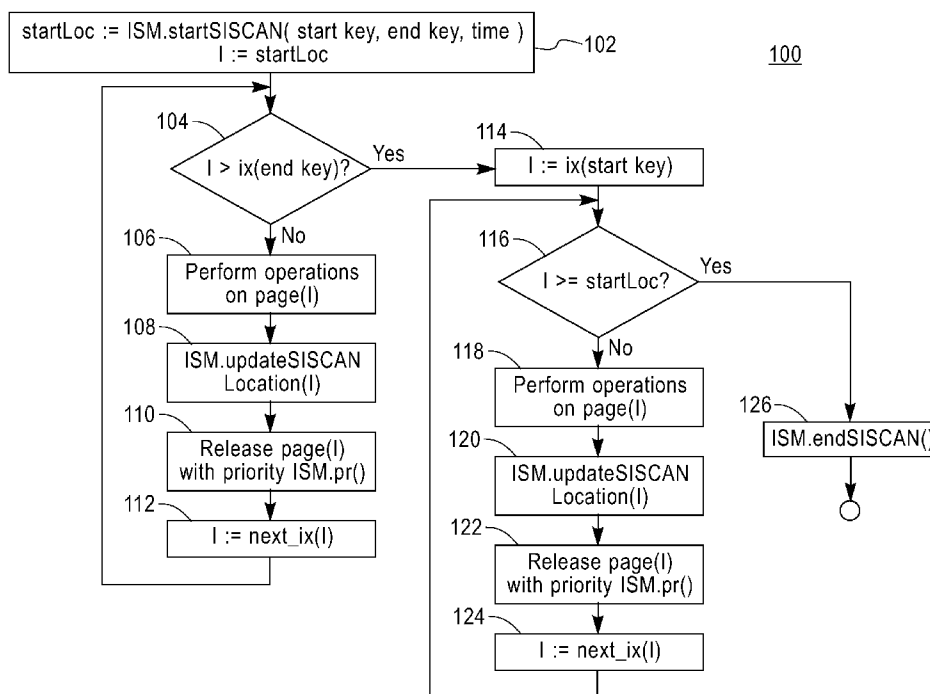 startLoc := ISM.startSISCAN( start key, end key, time )
I := startLoc
102
100
104
I > ix(end key)?
Yes
No
106
Perform operations
on page(I)
108
ISM.updateSISCAN
Location(I)
110
Release page(I)
with priority ISM.pr()
112
I := next_ix(I)
114
I := ix(start key)
116
I >= startLoc?
Yes
No
118
Perform operations
on page(I)
120
ISM.updateSISCAN
Location(I)
122
Release page(I)
with priority ISM.pr()
124
I := next_ix(I)
126
ISM.endSISCAN()